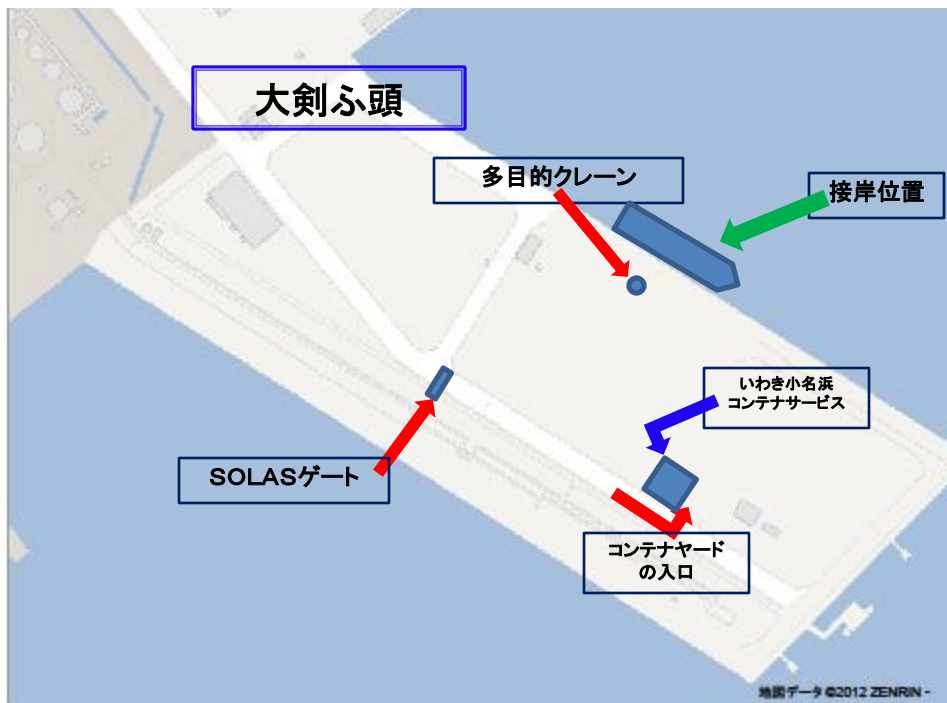 大剣ふ頭
多目的クレーン
接岸位置
いわき小名浜
コンテナサービス
SOLASゲート
コンテナヤード
の入口
地図データ ©2012 ZENRIN -